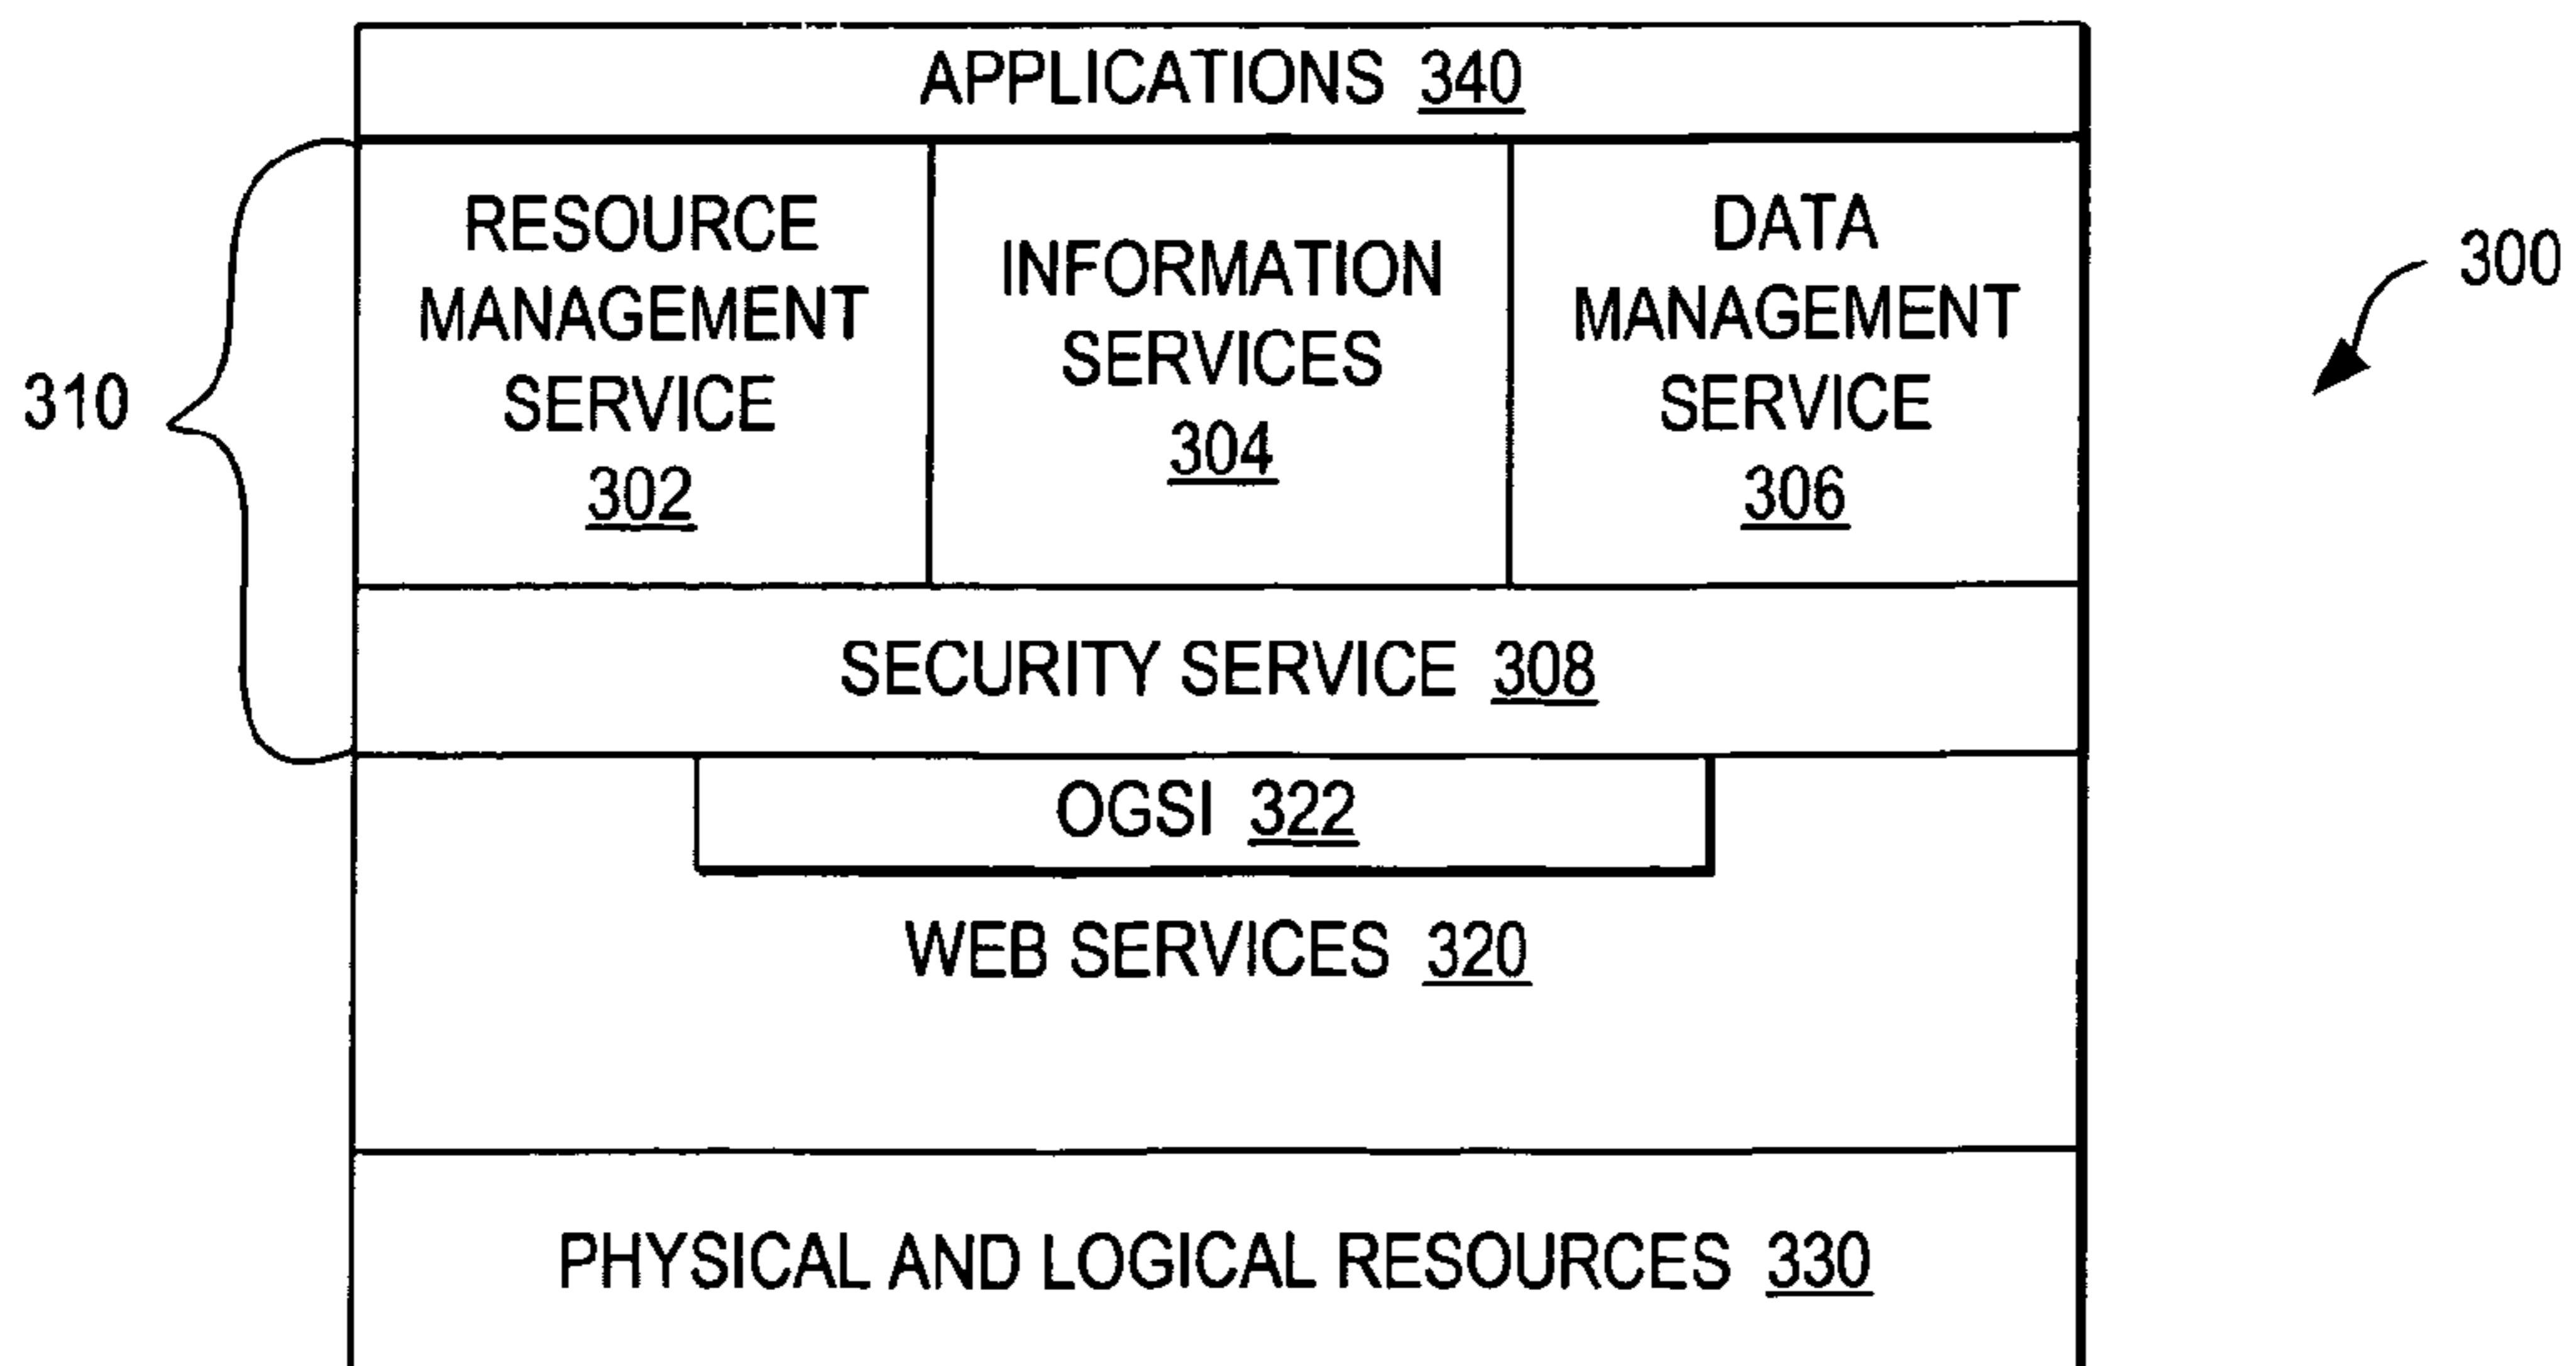 APPLICATIONS 340
RESOURCE
MANAGEMENT
SERVICE
302
INFORMATION
SERVICES
304
DATA
MANAGEMENT
SERVICE
306
300
310
SECURITY SERVICE 308
OGSI 322
WEB SERVICES 320
PHYSICAL AND LOGICAL RESOURCES 330